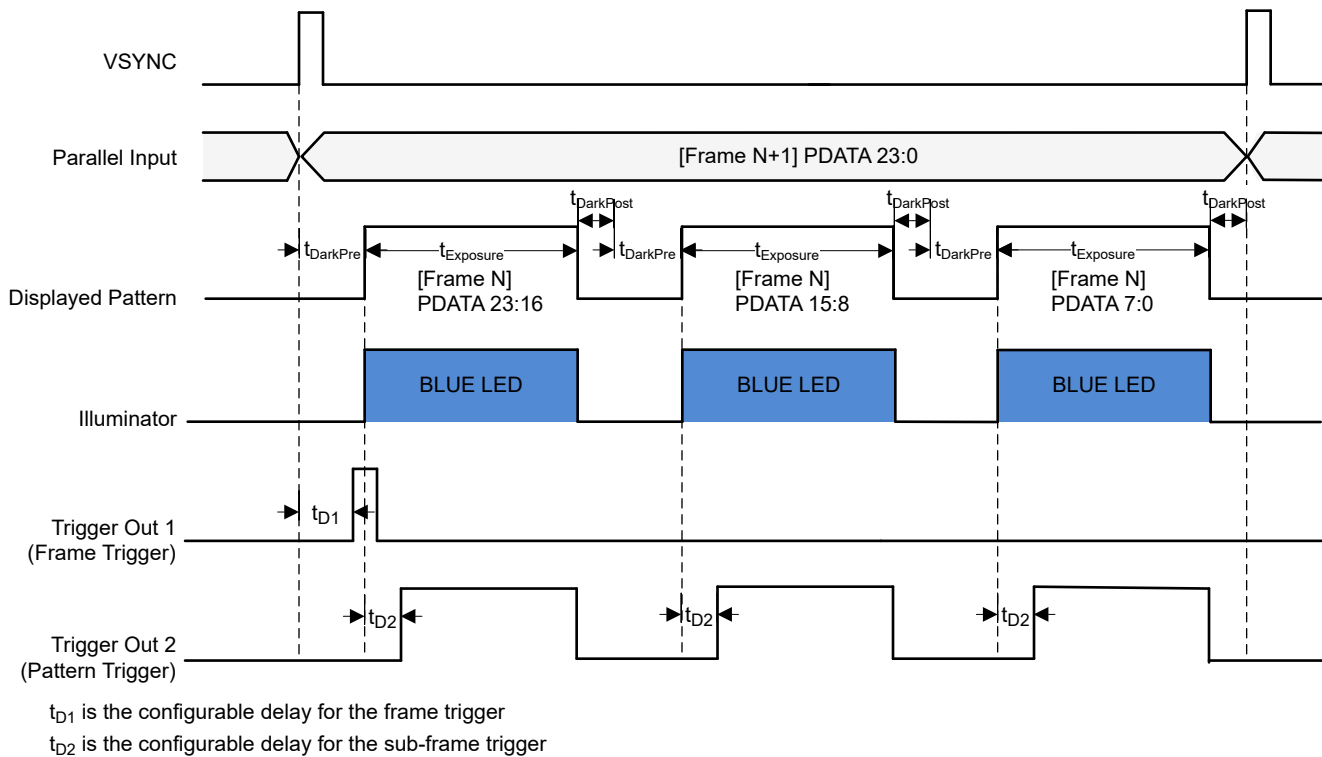 VSYNC
Parallel Input
[Frame N+1] PDATA 23:0
tDarkPost
tDarkPost
tDarkPost
tDarkPre
tExposure
tDarkPre
tExposure
tDarkPre
tExposure
Displayed Pattern
[Frame N]
PDATA 23:16
[Frame N]
PDATA 15:8
[Frame N]
PDATA 7:0
BLUE LED
BLUE LED
BLUE LED
Illuminator
tD1
Trigger Out 1
(Frame Trigger)
tD2
tD2
tD2
Trigger Out 2
(Pattern Trigger)
tD1 is the configurable delay for the frame trigger
tD2 is the configurable delay for the sub-frame trigger